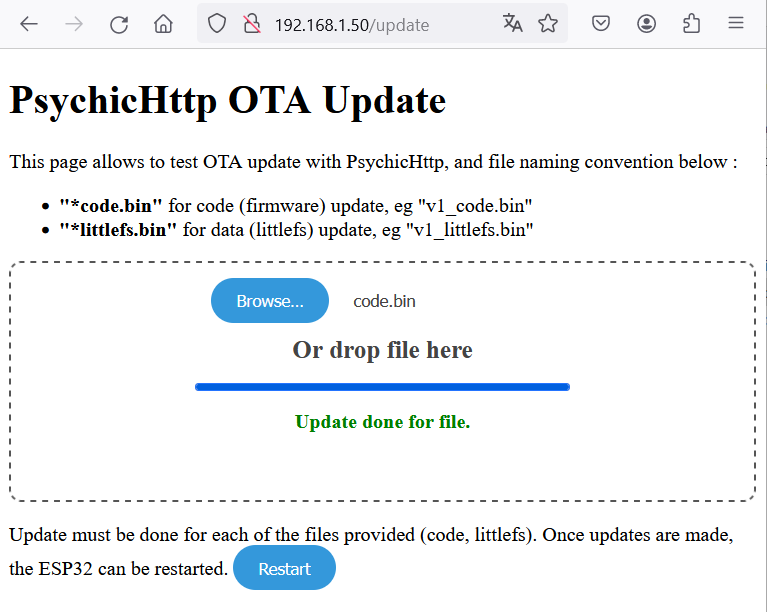 192.168.1.50/update
PsychicHttp OTA Update
This page allows to test OTA update with PsychicHttp, and file naming convention below :
• "*code.bin" for code (firmware) update, eg "v1_code.bin"
• "*littlefs.bin" for data (littlefs) update, eg "v1_littlefs.bin"
Browse... code.bin
Or drop file here
Update done for file.
Update must be done for each of the files provided (code, littlefs). Once updates are made,
the ESP32 can be restarted. Restart